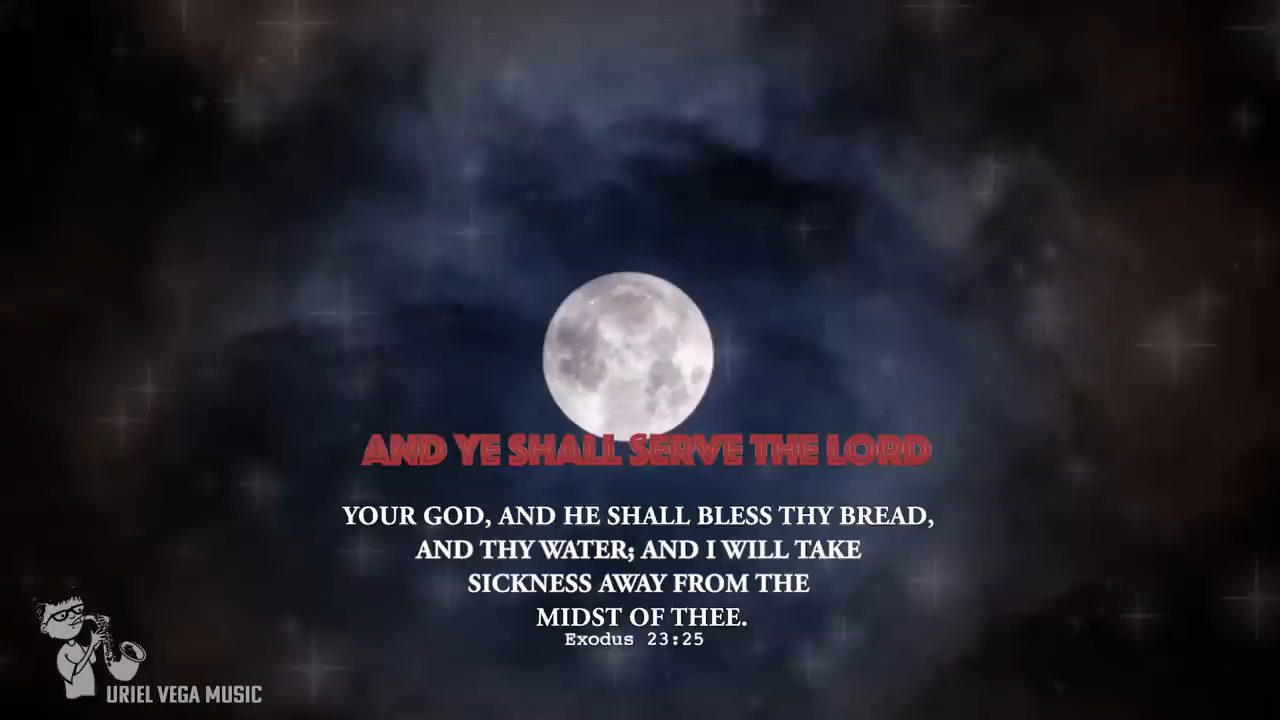 AND YE SHALL SERVE THE LORD
YOUR GOD, AND HE SHALL BLESS THY BREAD,
AND THY WATER; AND I WILL TAKE
SICKNESS AWAY FROM THE
MIDST OF THEE.
Exodus 23:25
URIEL VEGA MUSIC